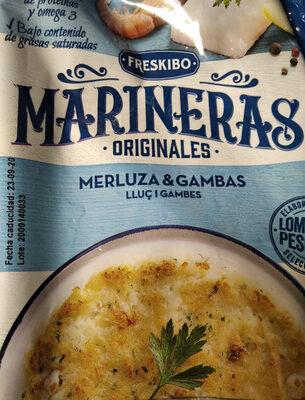 de proteínas
y omega 3
✓ Bajo contenido
de grasas saturadas
FRESKIBO
MARINERAS
• ORIGINALES •
MERLUZA & GAMBAS
LLUÇ I GAMBES
Fecha caducidad: 23-09-20
Lote: 2009140033